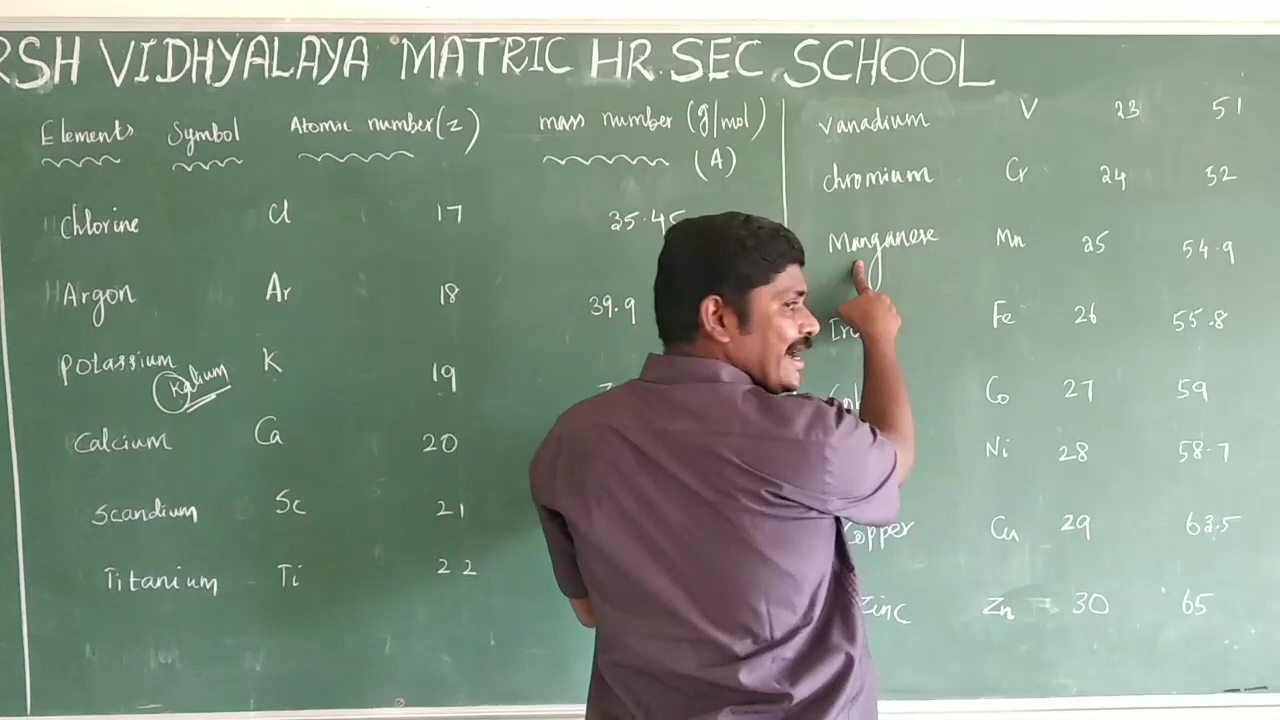 RSH VIDHYALAYA MATRIC HR. SEC SCHOOL
Elements Symbol Atomic number(z) mass number (g/mol)
(A)
Chlorine Cl 17 35.45
Argon Ar 18 39.9
Potassium K 19
Kalium
Calcium Ca 20
Scandium Sc 21
Titanium Ti 22
Vanadium V 23 51
Chromium Cr 24 52
Manganese Mn 25 54.9
Fe 26 55.8
Co 27 59
Ni 28 58.7
Copper Cu 29 63.5
Zinc Zn 30 65